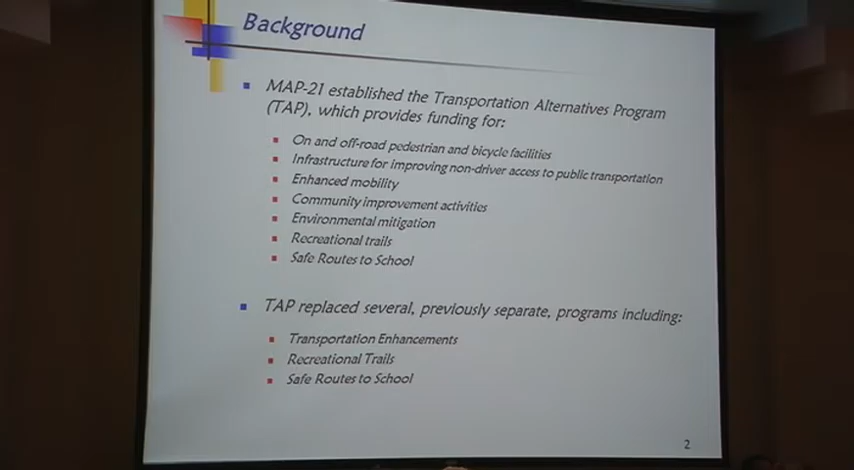 Background
MAP-21 established the Transportation Alternatives Program
(TAP), which provides funding for:
On and off-road pedestrian and bicycle facilities
Infrastructure for improving non-driver access to public transportation
Enhanced mobility
Community improvement activities
Environmental mitigation
Recreational trails
Safe Routes to School
TAP replaced several, previously separate, programs including:
Transportation Enhancements
Recreational Trails
Safe Routes to School
2